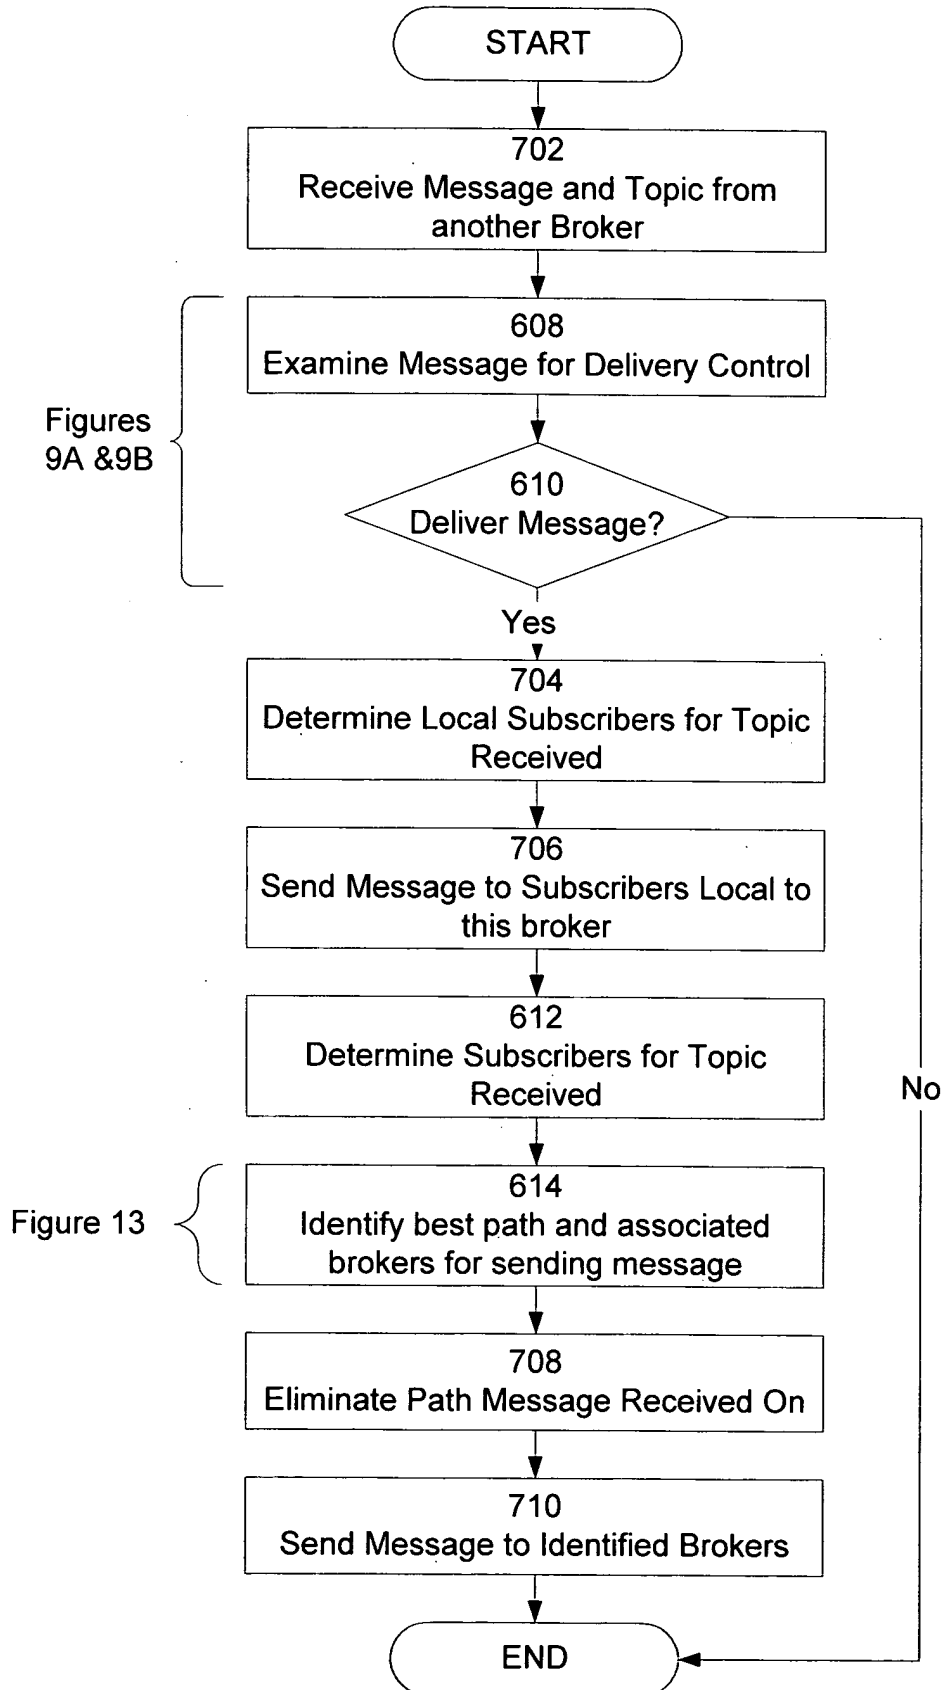 START
702
Receive Message and Topic from
another Broker
608
Examine Message for Delivery Control
Figures
9A &9B
610
Deliver Message?
Yes
704
Determine Local Subscribers for Topic
Received
706
Send Message to Subscribers Local to
this broker
612
Determine Subscribers for Topic
Received
No
614
Identify best path and associated
brokers for sending message
Figure 13
708
Eliminate Path Message Received On
710
Send Message to Identified Brokers
END